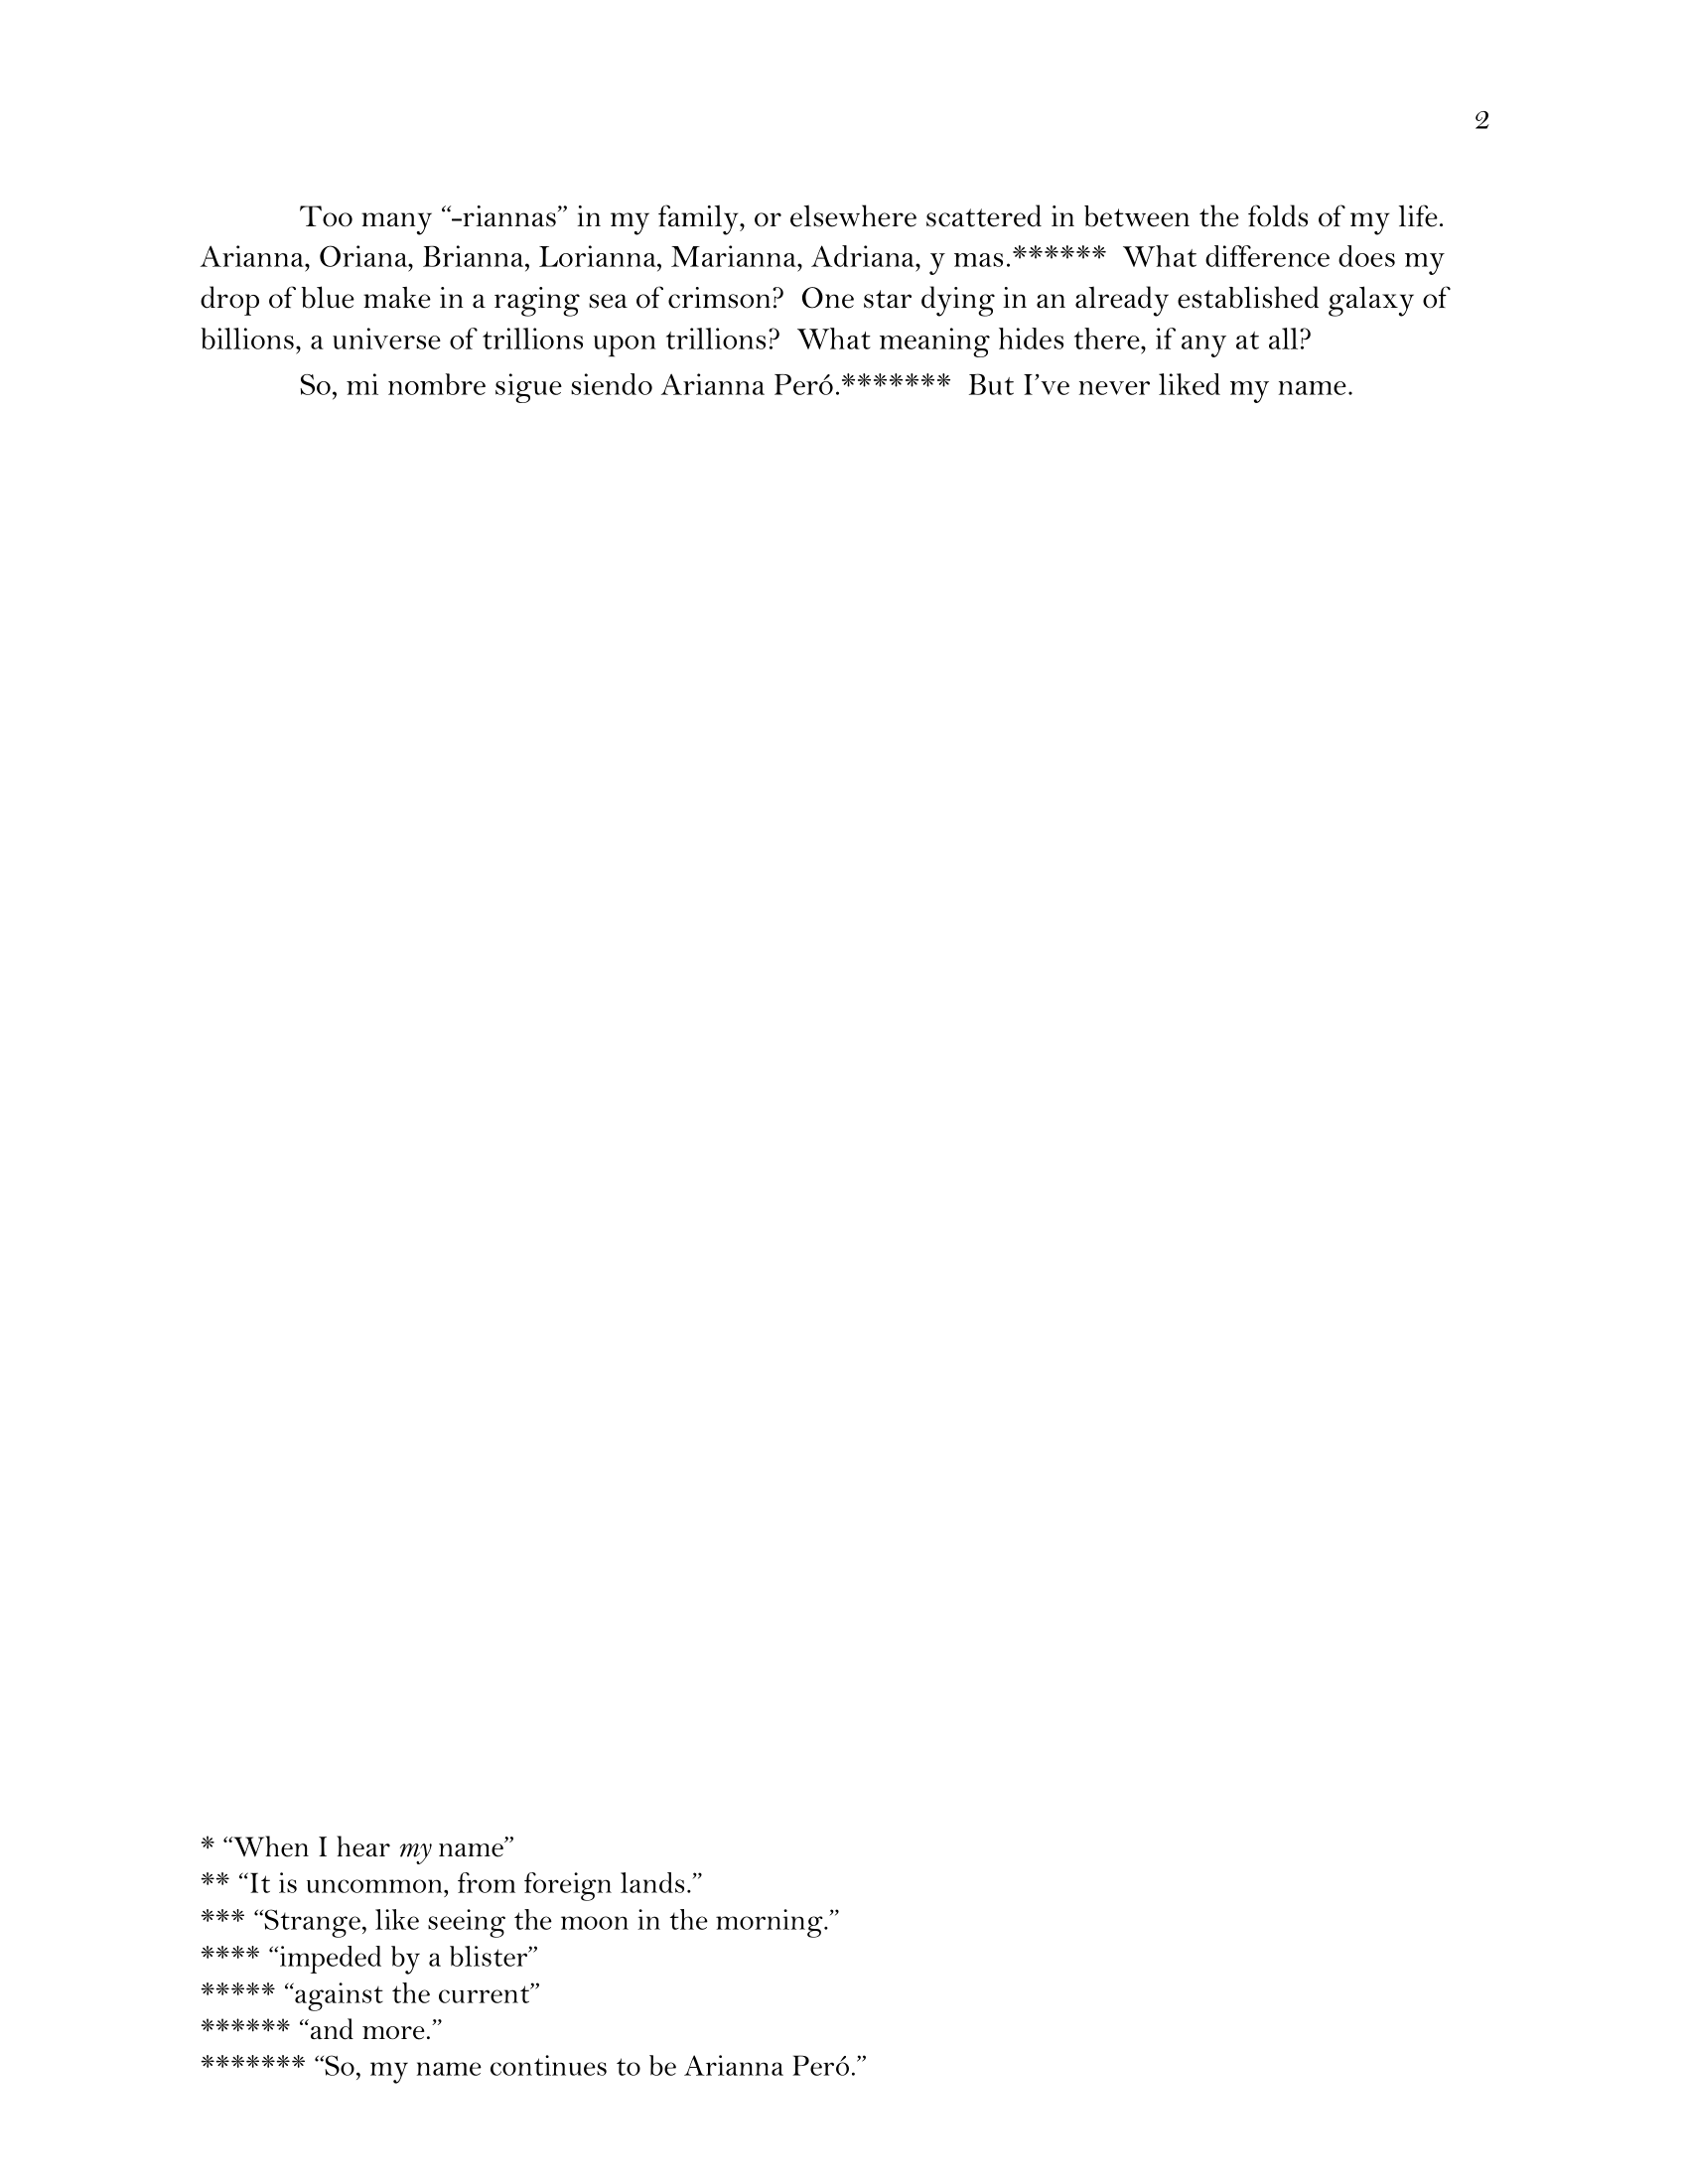 2
Too many “-riannas” in my family, or elsewhere scattered in between the folds of my life.
Arianna, Oriana, Brianna, Lorianna, Marianna, Adriana, y mas.******  What difference does my
drop of blue make in a raging sea of crimson?  One star dying in an already established galaxy of
billions, a universe of trillions upon trillions?  What meaning hides there, if any at all?
So, mi nombre sigue siendo Arianna Peró.*******  But I’ve never liked my name.
* “When I hear my name”
** “It is uncommon, from foreign lands.”
*** “Strange, like seeing the moon in the morning.”
**** “impeded by a blister”
***** “against the current”
****** “and more.”
******* “So, my name continues to be Arianna Peró.”